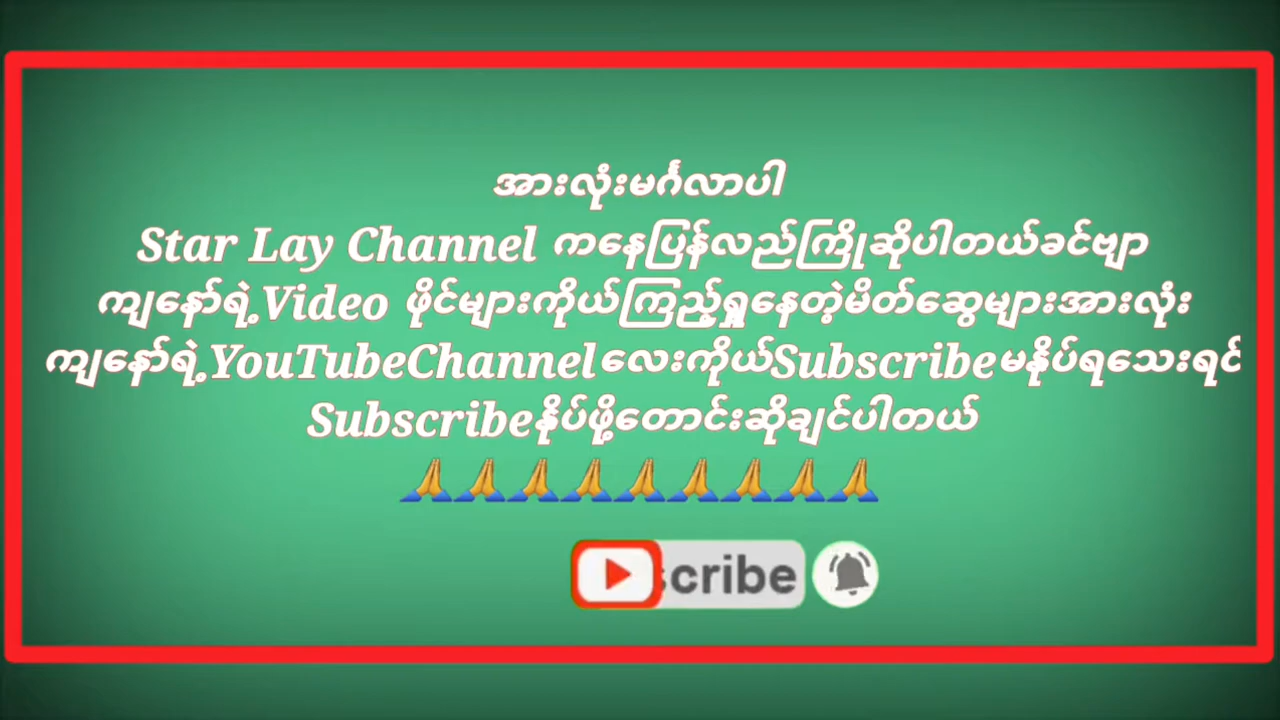 အားလုံးမင်္ဂလာပါ
Star Lay Channel ကနေပြန်လည်ကြိုဆိုပါတယ်ခင်ဗျာ
ကျနော်ရဲ့Video ဖိုင်များကိုယ်ကြည့်ရှုနေတဲ့မိတ်ဆွေများအားလုံး
ကျနော်ရဲ့YouTubeChannelလေးကိုယ်Subscribeမနိုပ်ရသေးရင်
Subscribeနိုပ်ဖို့တောင်းဆိုချင်ပါတယ်
🙏🙏🙏🙏🙏🙏🙏🙏🙏
scribe